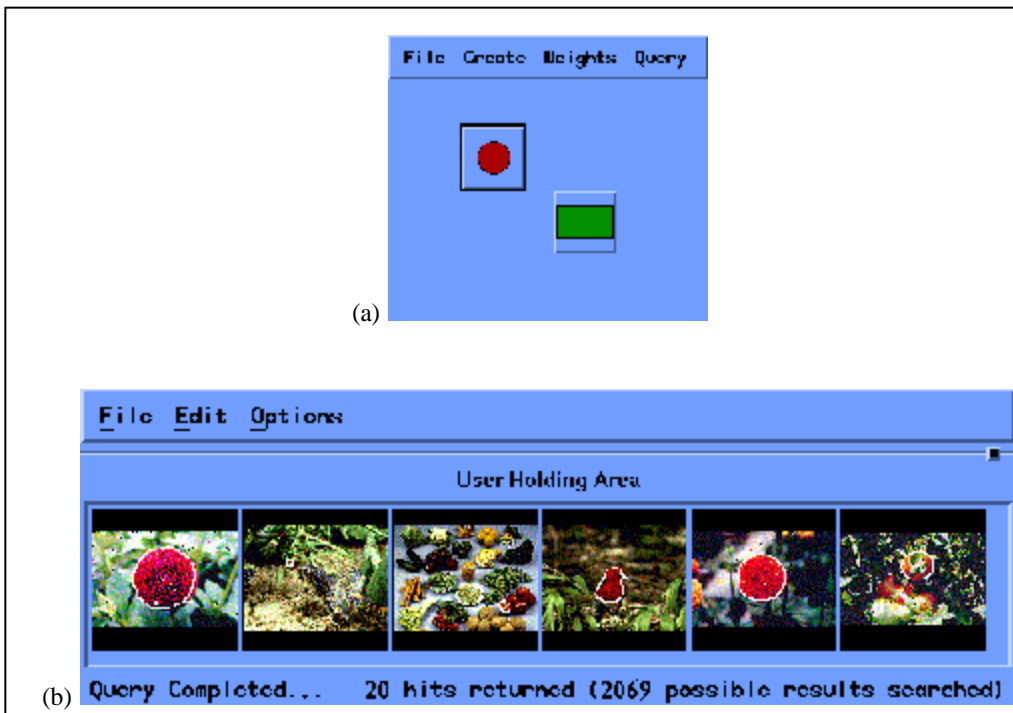 File Create Weights Query
(a)
File Edit Options
User Holding Area
(b) Query Completed... 20 hits returned (2069 possible results searched)